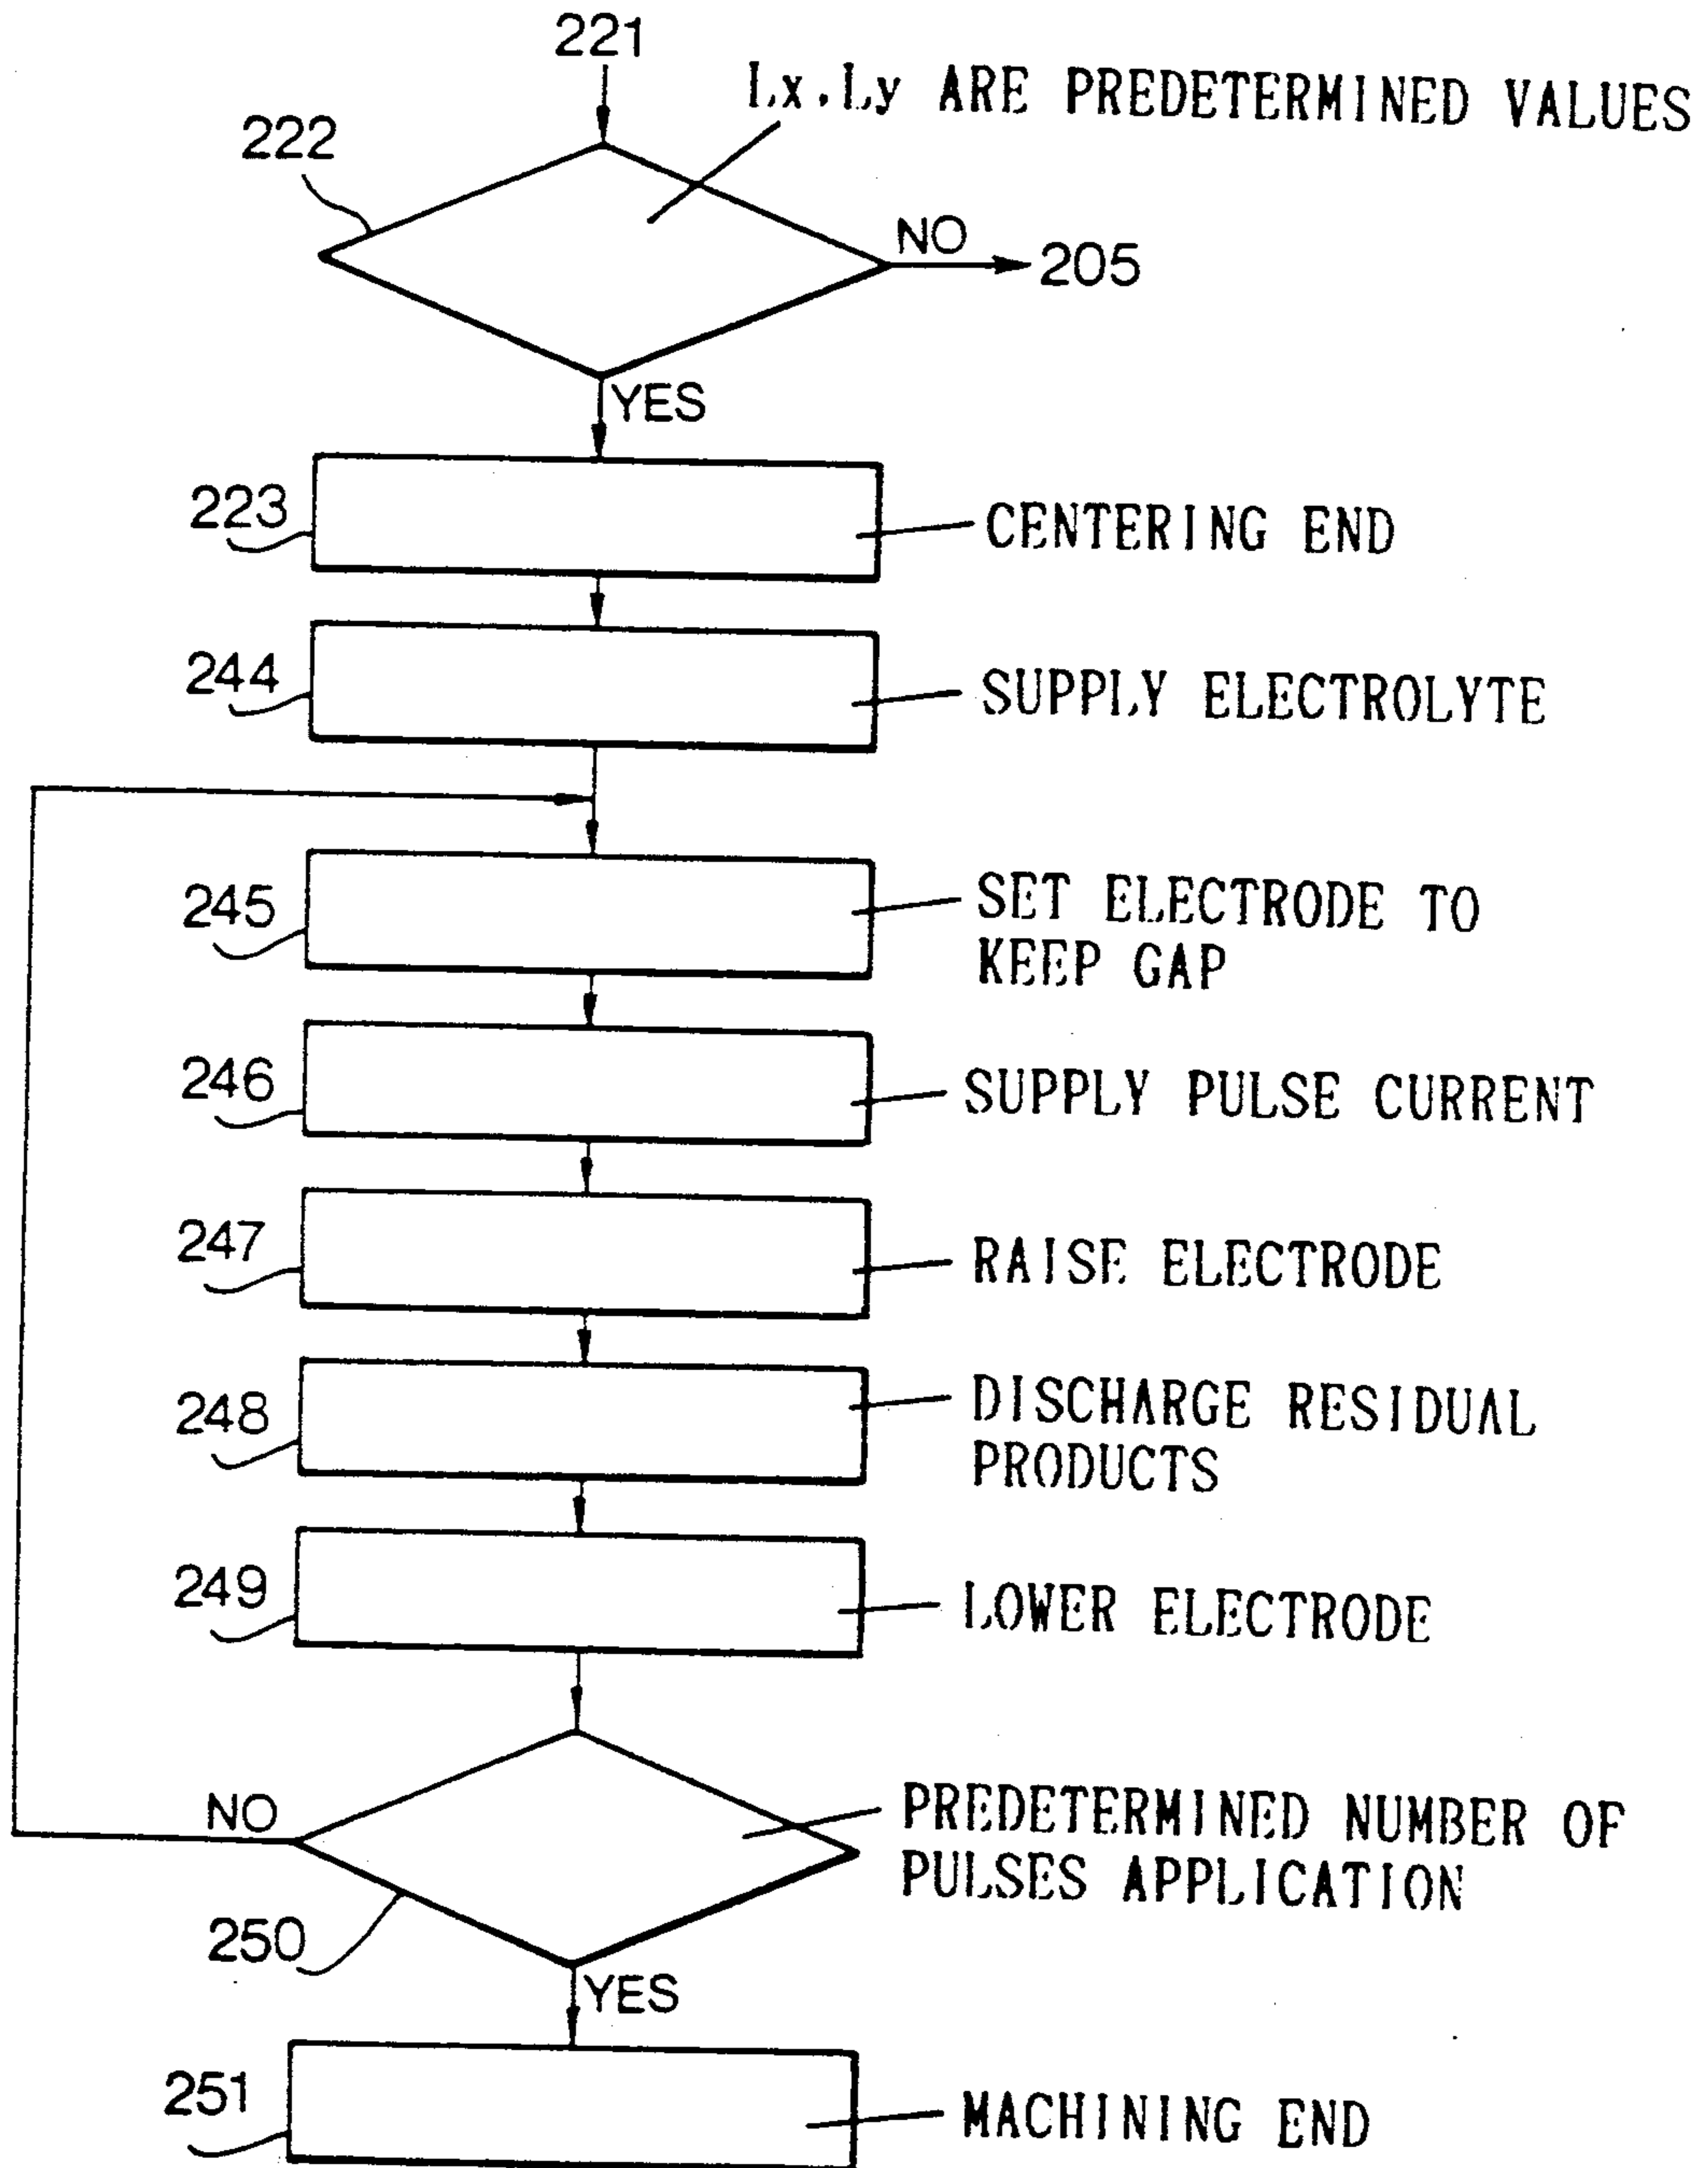 221
Lx,Ly ARE PREDETERMINED VALUES
222
NO
205
YES
223
CENTERING END
244
SUPPLY ELECTROLYTE
245
SET ELECTRODE TO
KEEP GAP
246
SUPPLY PULSE CURRENT
247
RAISE ELECTRODE
248
DISCHARGE RESIDUAL
PRODUCTS
249
LOWER ELECTRODE
NO
PREDETERMINED NUMBER OF
PULSES APPLICATION
250
YES
251
MACHINING END